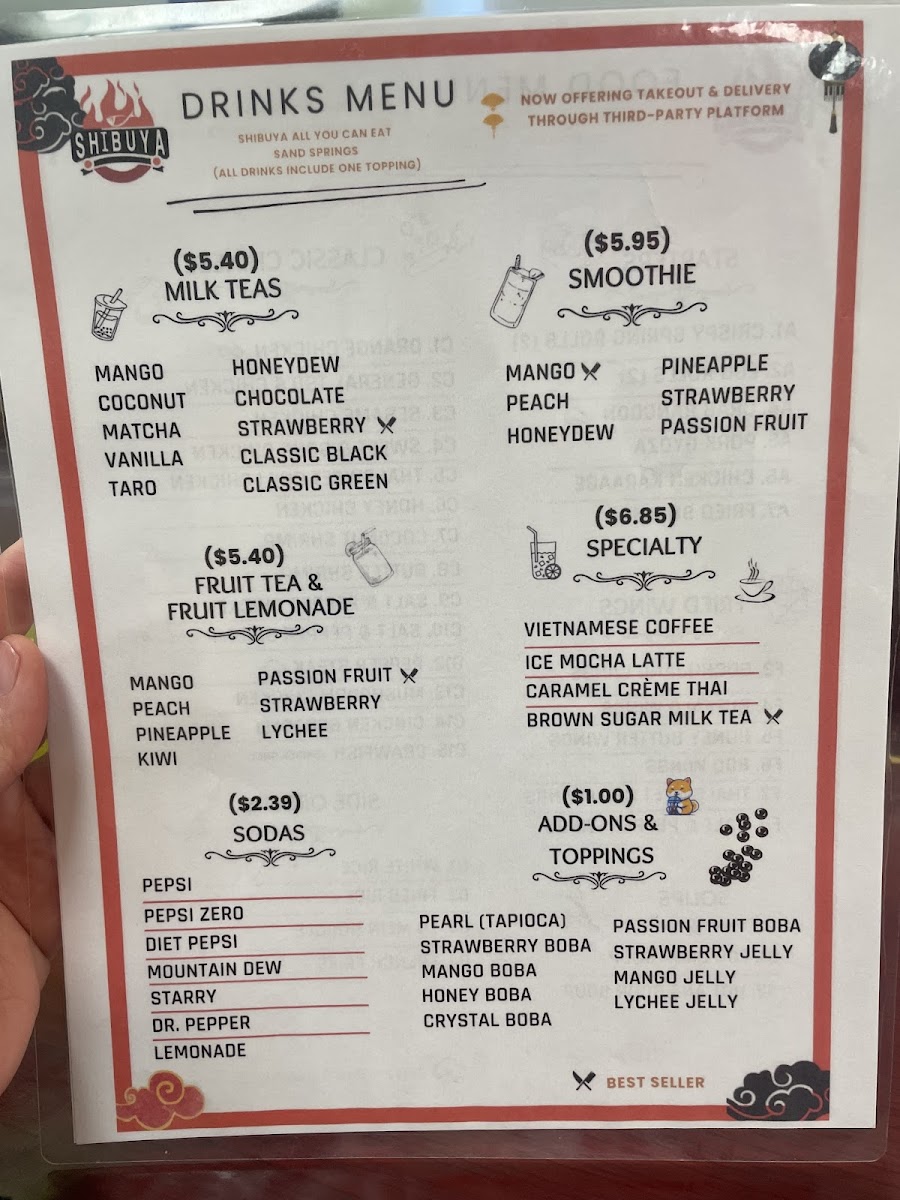 SHIBUYA
DRINKS MENU
SHIBUYA ALL YOU CAN EAT
SAND SPRINGS
(ALL DRINKS INCLUDE ONE TOPPING)
NOW OFFERING TAKEOUT & DELIVERY
THROUGH THIRD-PARTY PLATFORM
($5.40)
MILK TEAS
MANGO
COCONUT
MATCHA
VANILLA
TARO
HONEYDEW
CHOCOLATE
STRAWBERRY
CLASSIC BLACK
CLASSIC GREEN
($5.95)
SMOOTHIE
MANGO
PEACH
HONEYDEW
PINEAPPLE
STRAWBERRY
PASSION FRUIT
($5.40)
FRUIT TEA &
FRUIT LEMONADE
MANGO
PEACH
PINEAPPLE
KIWI
PASSION FRUIT
STRAWBERRY
LYCHEE
($6.85)
SPECIALTY
VIETNAMESE COFFEE
ICE MOCHA LATTE
CARAMEL CRÈME THAI
BROWN SUGAR MILK TEA
($2.39)
SODAS
PEPSI
PEPSI ZERO
DIET PEPSI
MOUNTAIN DEW
STARRY
DR. PEPPER
LEMONADE
($1.00)
ADD-ONS &
TOPPINGS
PEARL (TAPIOCA)
STRAWBERRY BOBA
MANGO BOBA
HONEY BOBA
CRYSTAL BOBA
PASSION FRUIT BOBA
STRAWBERRY JELLY
MANGO JELLY
LYCHEE JELLY
BEST SELLER